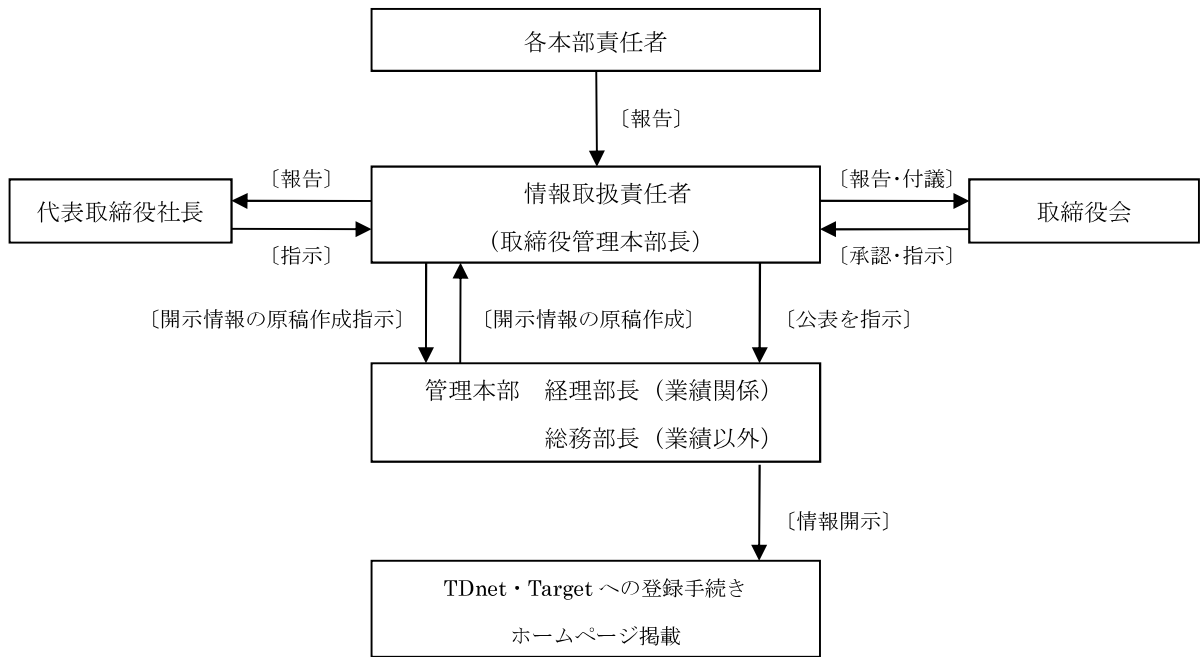 各本部責任者
〔報告〕
〔報告〕
情報取扱責任者
〔報告・付議〕
代表取締役社長
(取締役管理本部長)
取締役会
〔指示〕
〔承認・指示〕
〔開示情報の原稿作成指示〕
〔開示情報の原稿作成〕
〔公表を指示〕
管理本部　経理部長(業績関係)
総務部長(業績以外)
〔情報開示〕
TDnet・Target への登録手続き
ホームページ掲載